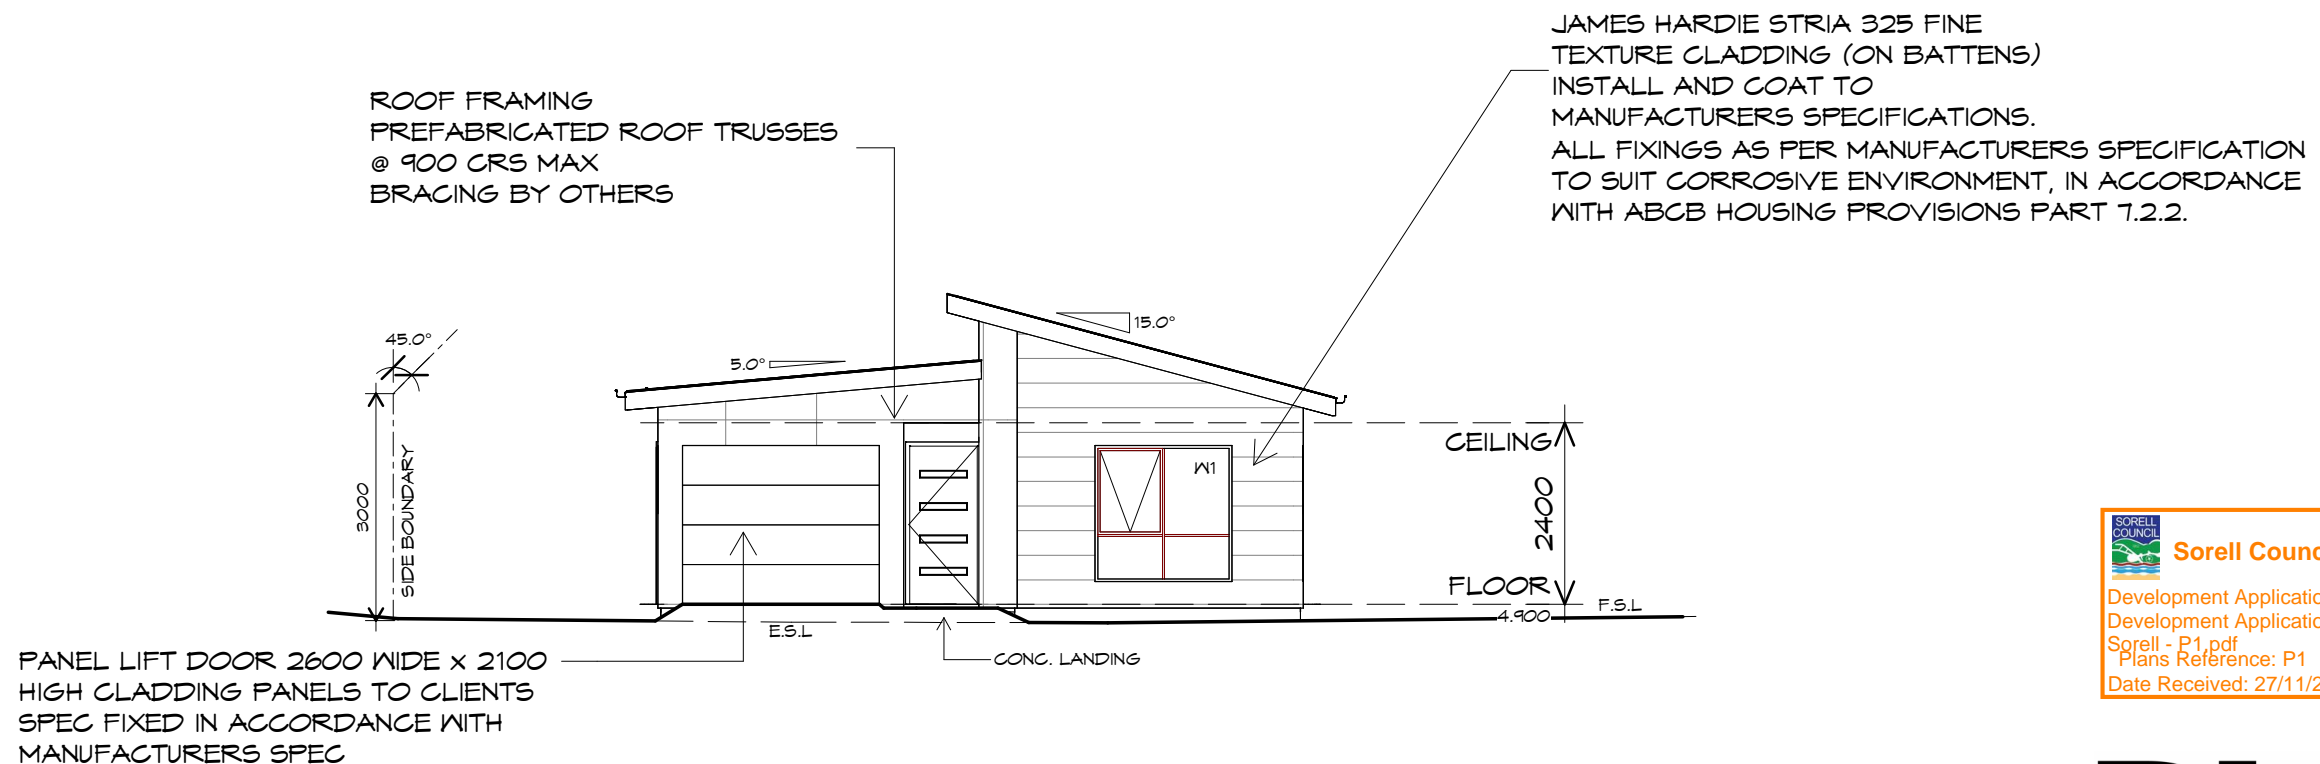 JAMES HARDIE STRIA 325 FINE
TEXTURE CLADDING (ON BATTENS)
INSTALL AND COAT TO
MANUFACTURERS SPECIFICATIONS.
ALL FIXINGS AS PER MANUFACTURERS SPECIFICATION
TO SUIT CORROSIVE ENVIRONMENT, IN ACCORDANCE
WITH ABCB HOUSING PROVISIONS PART 7.2.2.
ROOF FRAMING
PREFABRICATED ROOF TRUSSES
@ 900 CRS MAX
BRACING BY OTHERS
45.0°
5.0°
15.0°
3000
SIDE BOUNDARY
W1
CEILING
2400
FLOOR
4.900
F.S.L
E.S.L
CONC. LANDING
PANEL LIFT DOOR 2600 WIDE x 2100
HIGH CLADDING PANELS TO CLIENTS
SPEC FIXED IN ACCORDANCE WITH
MANUFACTURERS SPEC
SORELL
COUNCIL
Sorell Counc
Development Applicatio
Development Applicatio
Sorell - P1.pdf
Plans Reference: P1
Date Received: 27/11/2